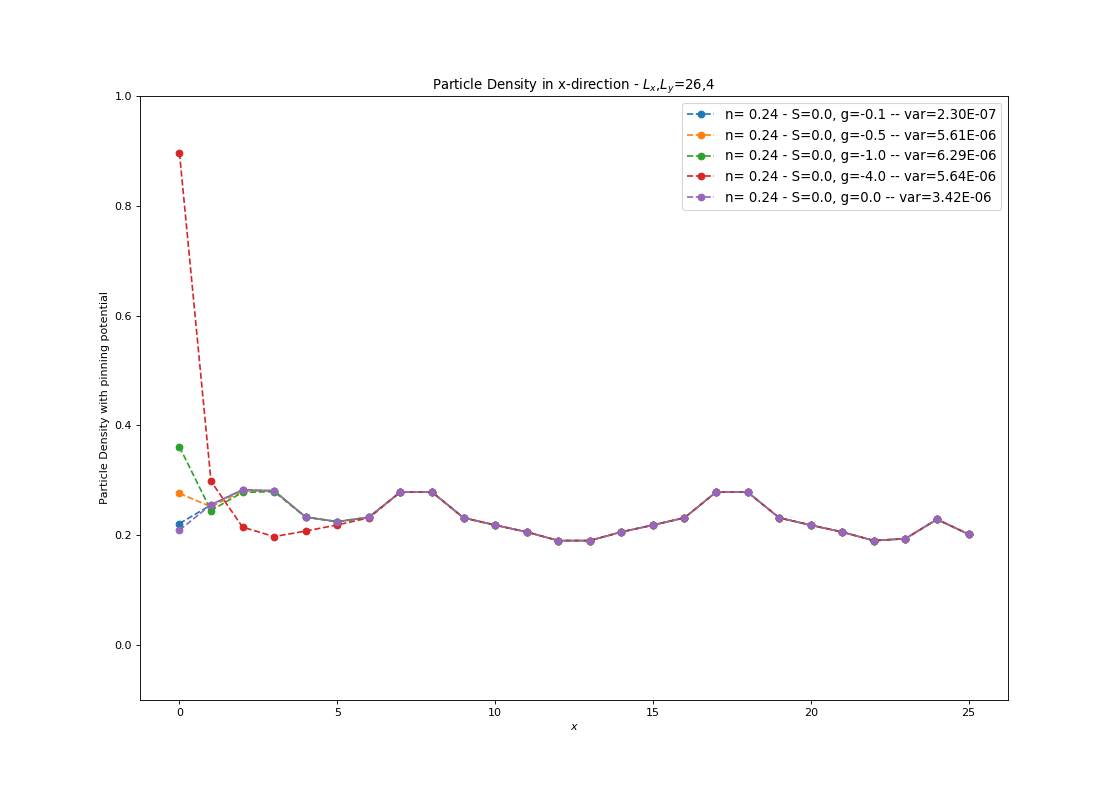 Particle Density in x-direction - Lx,Ly=26,4
n= 0.24 - S=0.0, g=-0.1 -- var=2.30E-07
n= 0.24 - S=0.0, g=-0.5 -- var=5.61E-06
n= 0.24 - S=0.0, g=-1.0 -- var=6.29E-06
n= 0.24 - S=0.0, g=-4.0 -- var=5.64E-06
n= 0.24 - S=0.0, g=0.0 -- var=3.42E-06
Particle Density with pinning potential
1.0
0.8
0.6
0.4
0.2
0.0
0 5 10 15 20 25
x